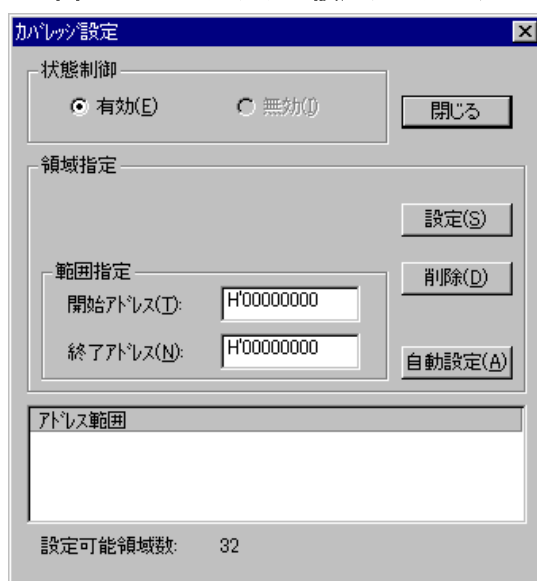 カバレッジ設定
状態制御
有効(E)
無効(I)
閉じる
領域指定
設定(S)
範囲指定
削除(D)
開始アドレス(T):
H'00000000
終了アドレス(N):
H'00000000
自動設定(A)
アドレス範囲
設定可能領域数:
32